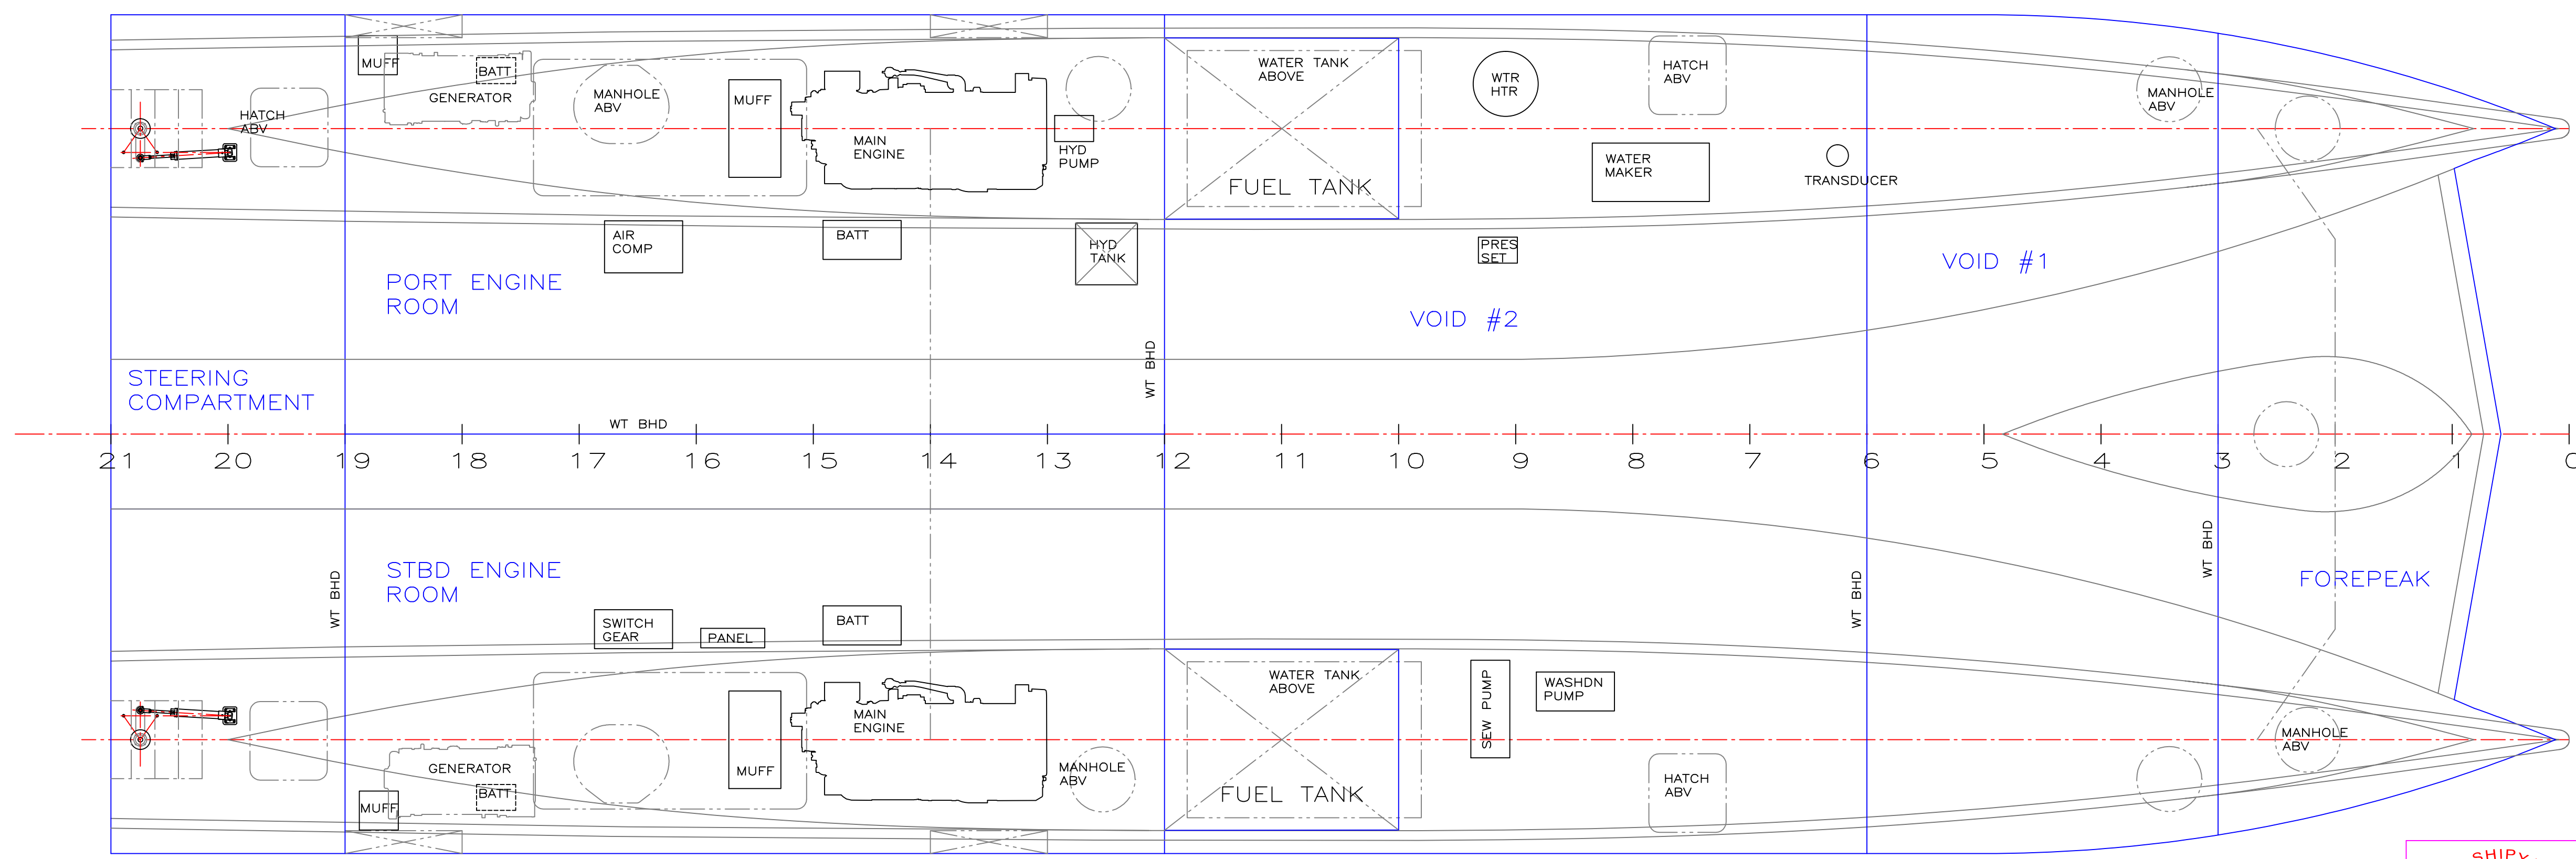 MUFF
BATT
GENERATOR
HATCH
ABV
MANHOLE
ABV
MUFF
MAIN
ENGINE
HYD
PUMP
WATER TANK
ABOVE
FUEL TANK
WTR
HTR
HATCH
ABV
WATER
MAKER
TRANSDUCER
MANHOLE
ABV
AIR
COMP
BATT
HYD
TANK
PRES
SET
VOID #1
PORT ENGINE
ROOM
VOID #2
WT BHD
STEERING
COMPARTMENT
WT BHD
21 20 19 18 17 16 15 14 13 12 11 10 9 8 7 6 5 4 3 2 1 0
WT BHD
WT BHD
WT BHD
STBD ENGINE
ROOM
FOREPEAK
SWITCH
GEAR
PANEL
BATT
MAIN
ENGINE
WATER TANK
ABOVE
SEW PUMP
WASHDN
PUMP
MANHOLE
ABV
GENERATOR
BATT
MUFF
MUFF
MANHOLE
ABV
FUEL TANK
HATCH
ABV